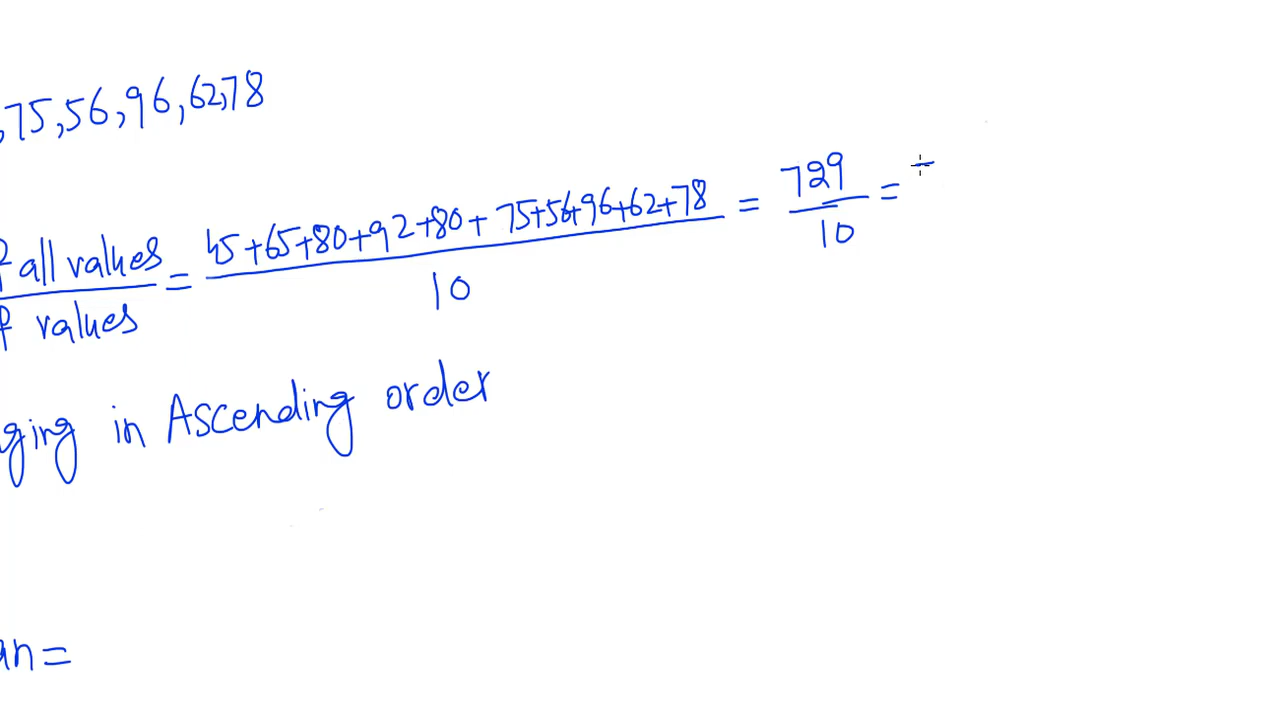 ,75,56,96,62,78
f all values / f values = 45+65+80+92+80+75+56+96+62+78 / 10 = 729 / 10 =
ging in Ascending order
an=